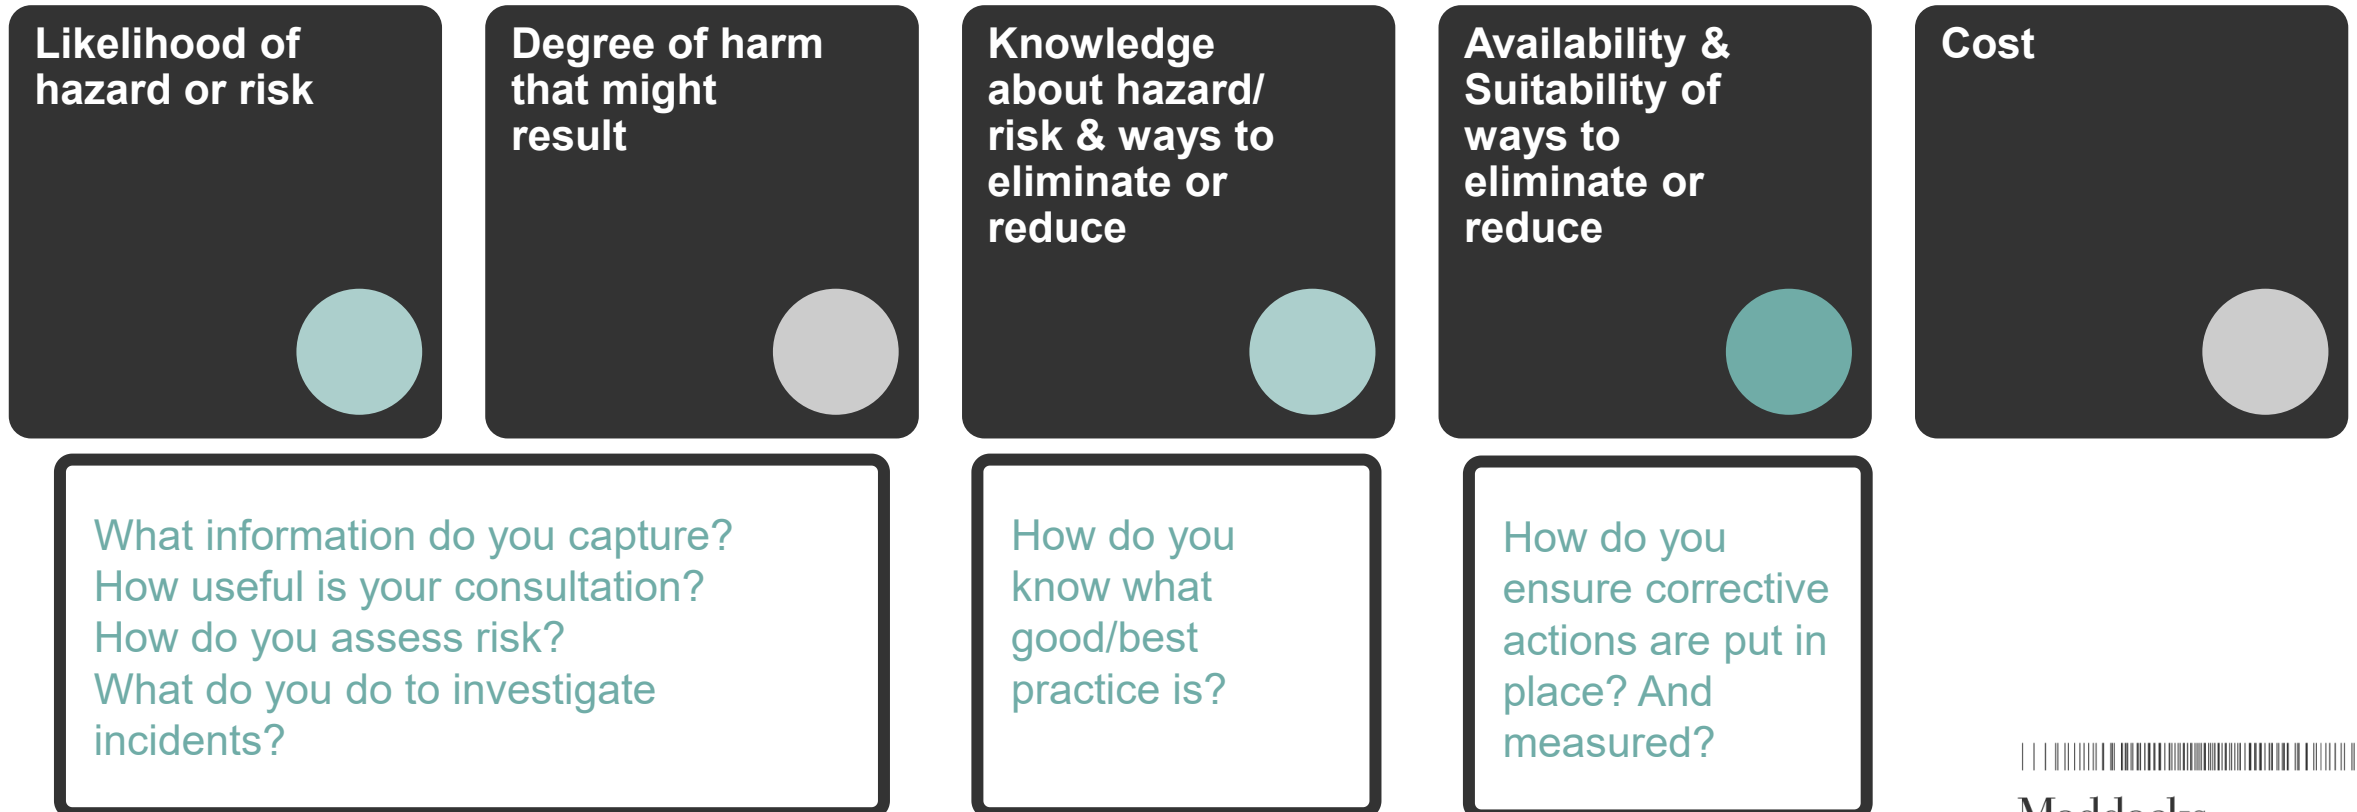 Likelihood of
hazard or risk
Degree of harm
that might
result
Knowledge
about hazard/
risk & ways to
eliminate or
reduce
Availability &
Suitability of
ways to
eliminate or
reduce
Cost
What information do you capture?
How useful is your consultation?
How do you assess risk?
What do you do to investigate
incidents?
How do you
know what
good/best
practice is?
How do you
ensure corrective
actions are put in
place? And
measured?
Maddocks